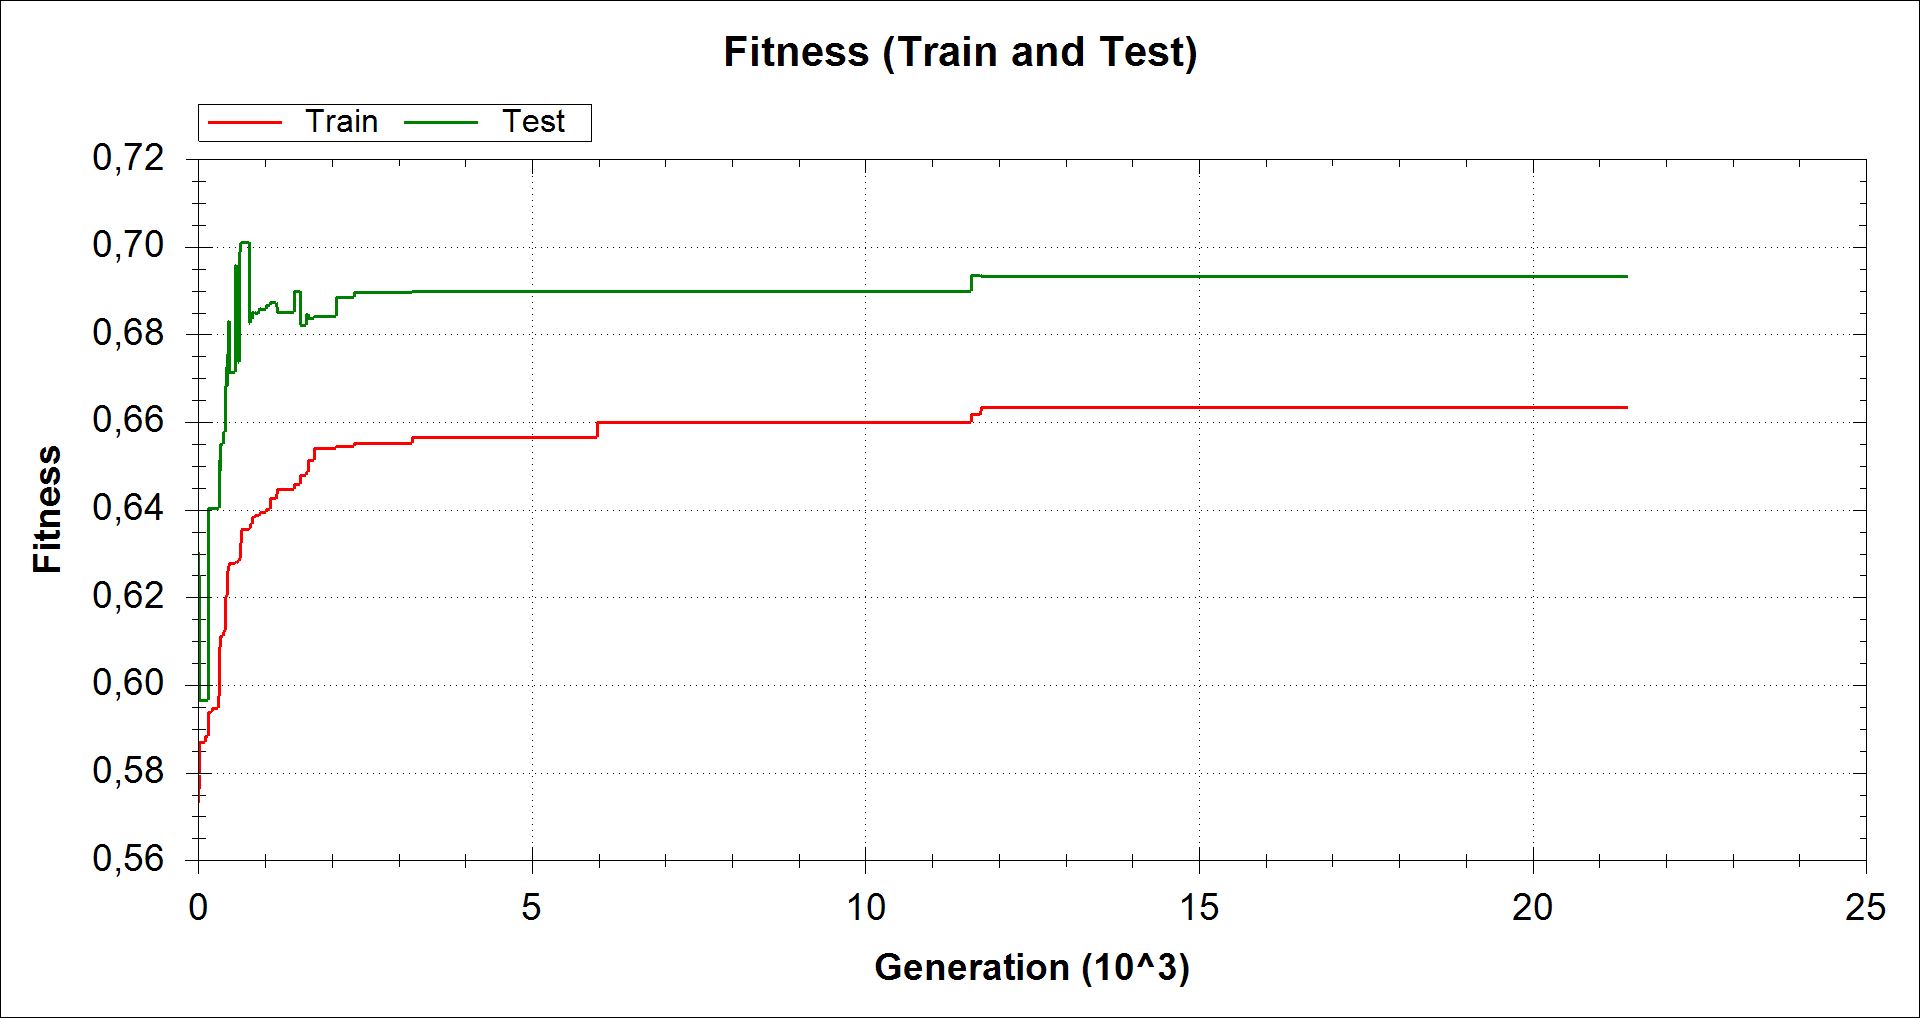 Fitness (Train and Test)
Train Test
0,72
0,70
0,68
0,66
0,64
0,62
0,60
0,58
0,56
Fitness
0 5 10 15 20 25
Generation (10^3)